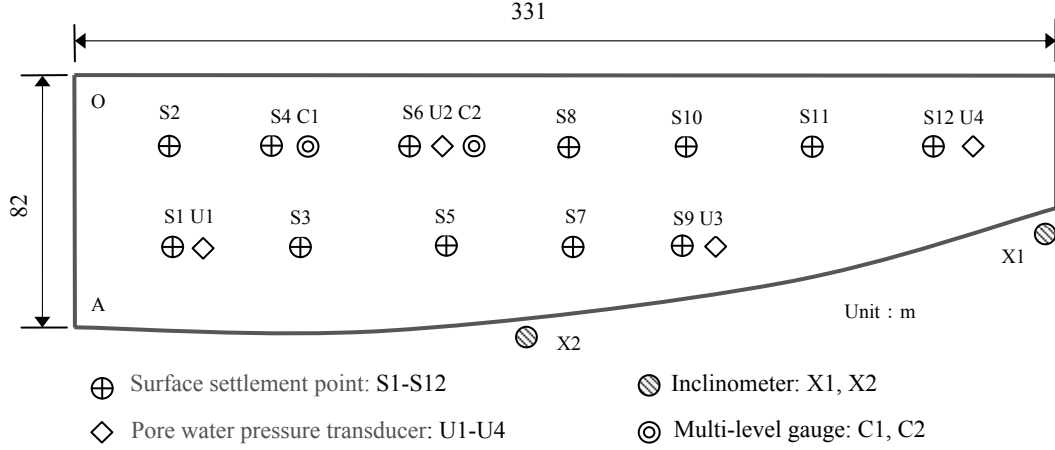 331
82
O
S2
S4 C1
S6 U2 C2
S8
S10
S11
S12 U4
S1 U1
S3
S5
S7
S9 U3
X1
A
Unit：m
X2
Surface settlement point: S1-S12
Inclinometer: X1, X2
Pore water pressure transducer: U1-U4
Multi-level gauge: C1, C2